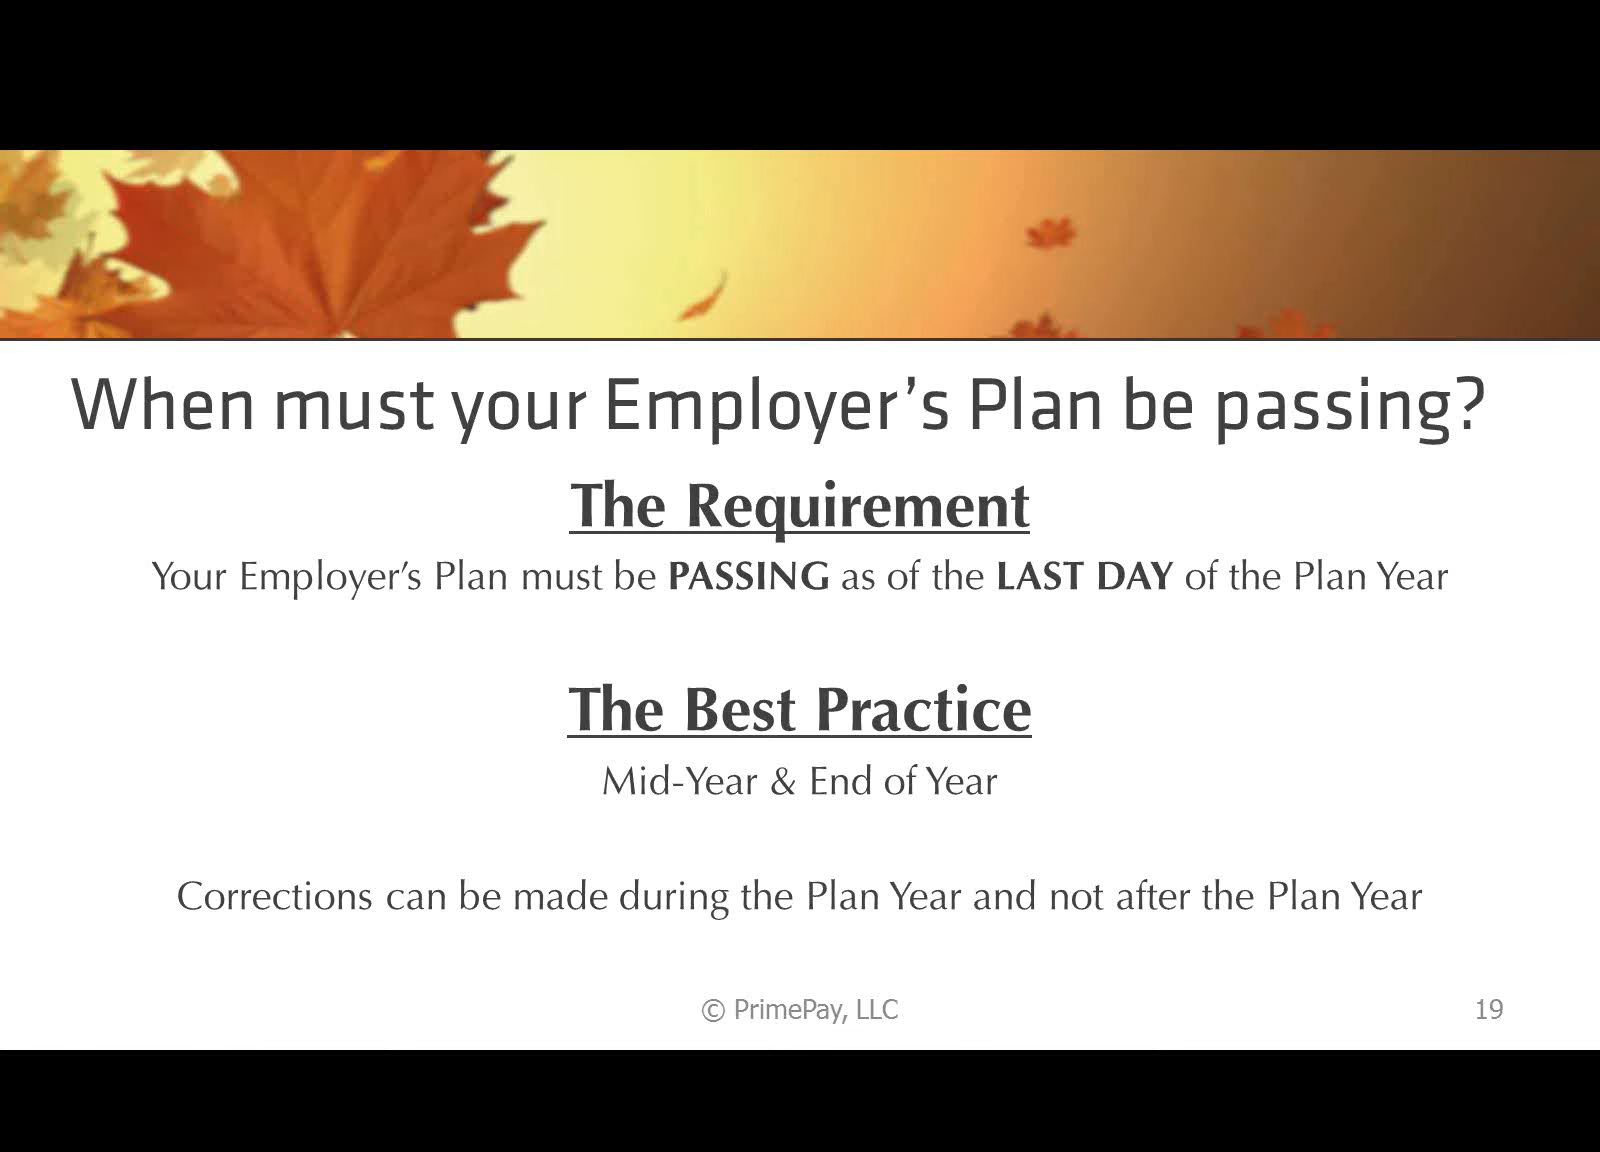 When must your Employer’s Plan be passing?
The Requirement
Your Employer’s Plan must be PASSING as of the LAST DAY of the Plan Year
The Best Practice
Mid-Year & End of Year
Corrections can be made during the Plan Year and not after the Plan Year
© PrimePay, LLC
19